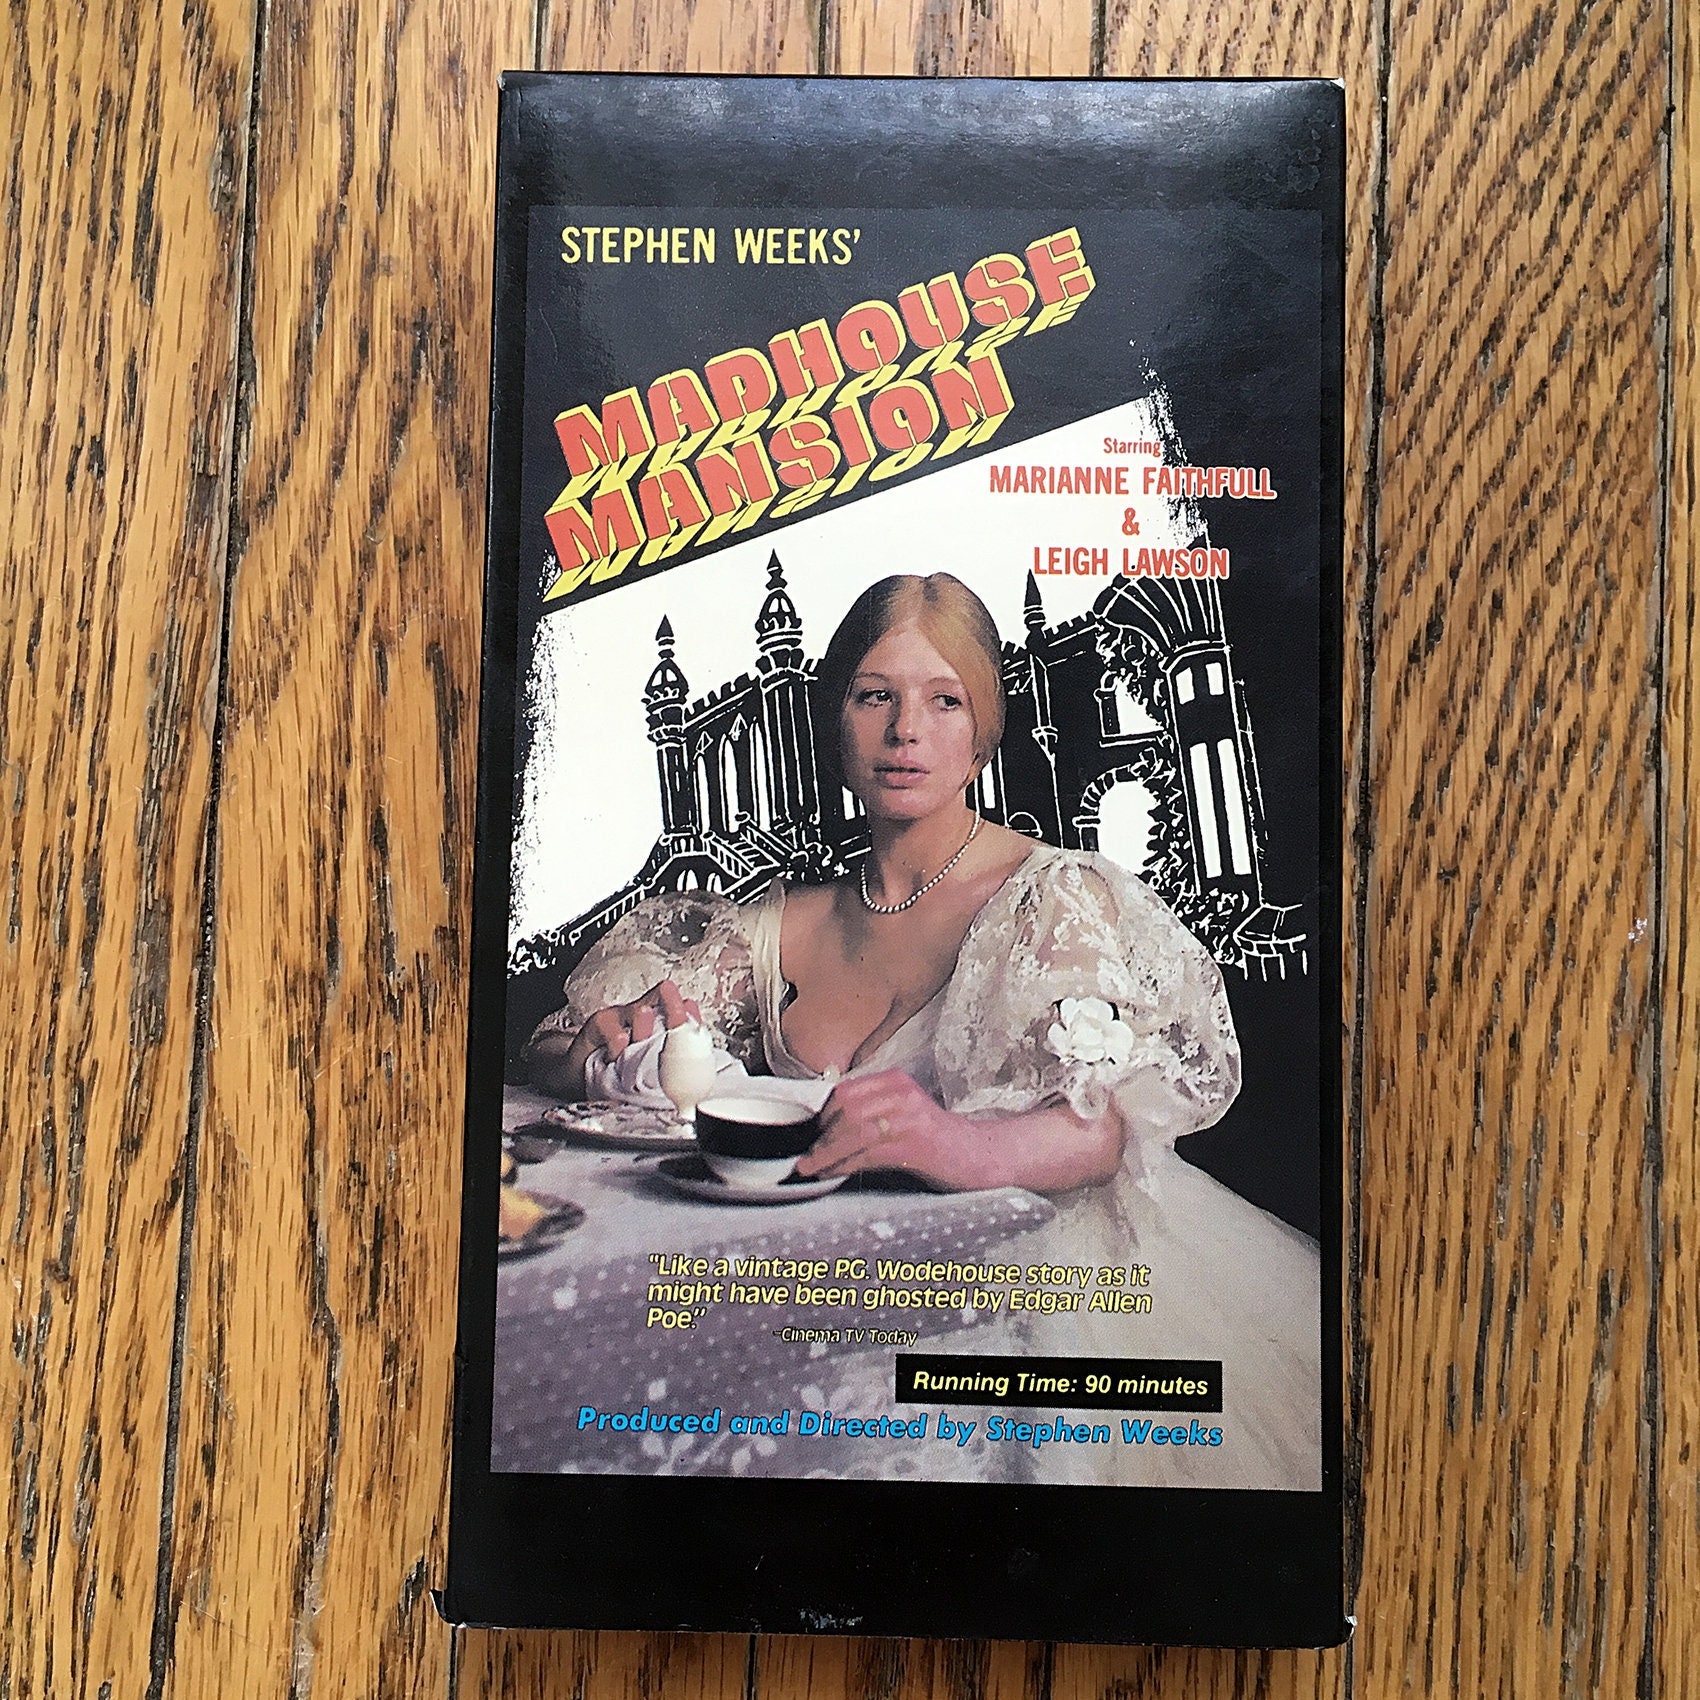 STEPHEN WEEKS'
MADHOUSE
MANSION
Starring
MARIANNE FAITHFULL
&
LEIGH LAWSON
"Like a vintage P.G. Wodehouse story as it
might have been ghosted by Edgar Allen
Poe."
-Cinema TV Today
Running Time: 90 minutes
Produced and Directed by Stephen Weeks